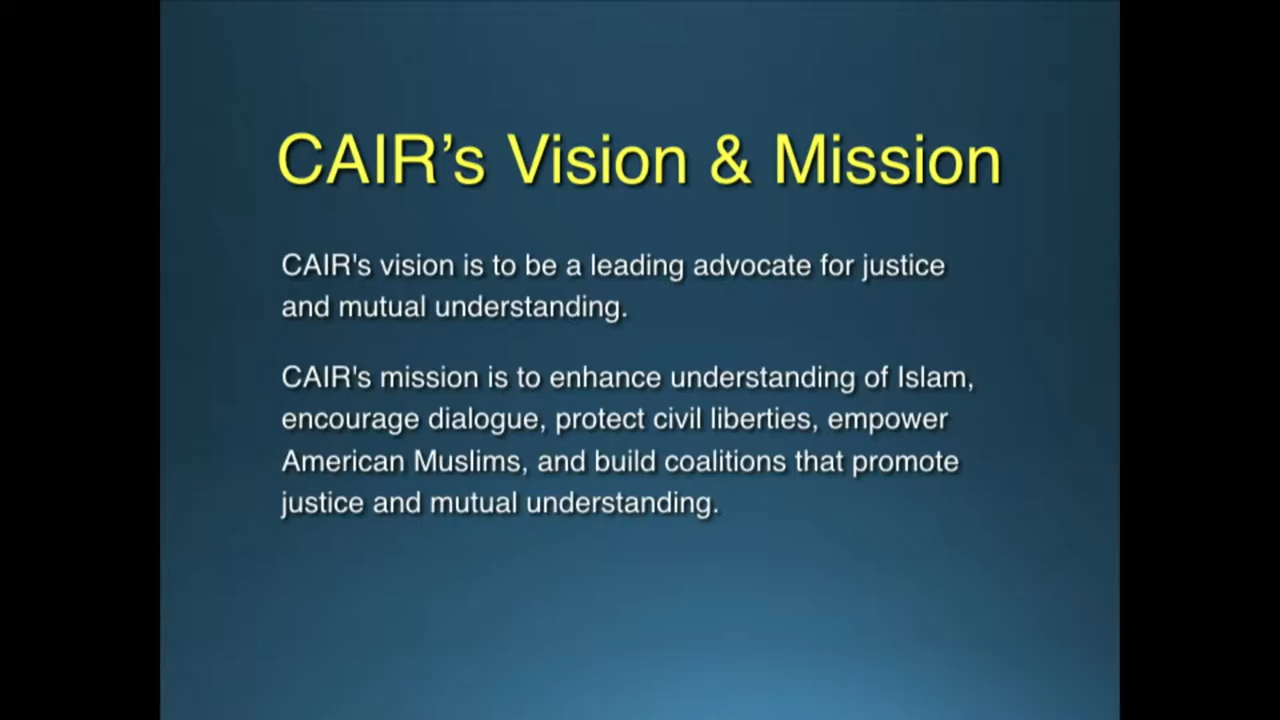 CAIR’s Vision & Mission
CAIR's vision is to be a leading advocate for justice
and mutual understanding.
CAIR's mission is to enhance understanding of Islam,
encourage dialogue, protect civil liberties, empower
American Muslims, and build coalitions that promote
justice and mutual understanding.